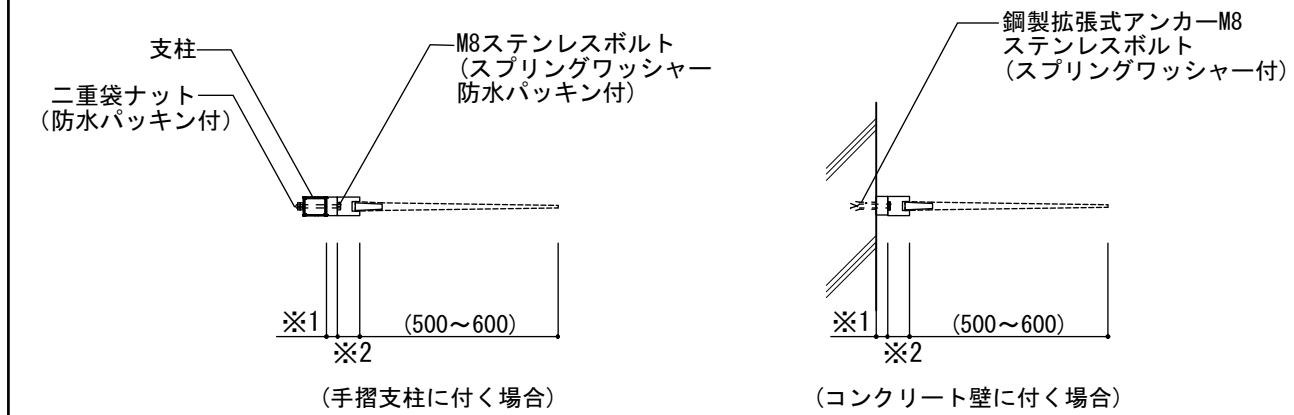 支柱
二重袋ナット
(防水パッキン付)
M8ステンレスボルト
(スプリングワッシャー
防水パッキン付)
※1
(500～600)
※2
(手摺支柱に付く場合)
鋼製拡張式アンカーM8
ステンレスボルト
(スプリングワッシャー付)
※1
(500～600)
※2
(コンクリート壁に付く場合)